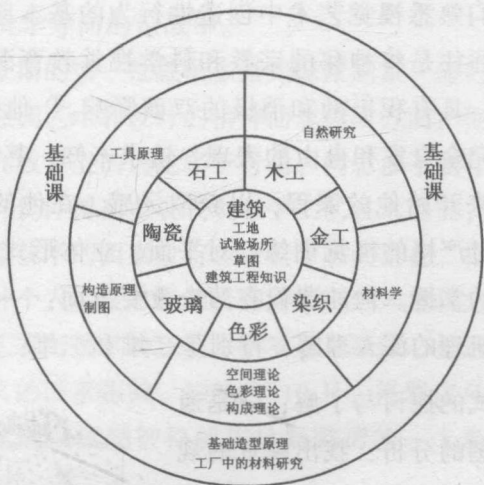 基础课
基础课
工具原理
自然研究
石工
木工
陶瓷
金工
建筑
工地
试验场所
草图
建筑工程知识
构造原理
制图
玻璃
染织
材料学
色彩
空间理论
色彩理论
构成理论
基础造型原理
工厂中的材料研究